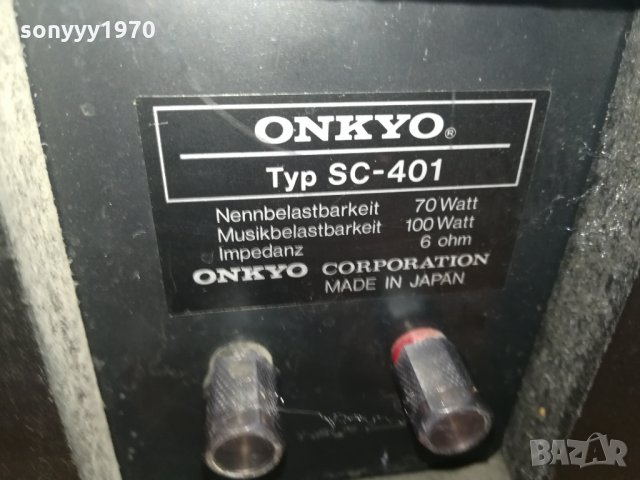 sonyyy1970
ONKYO®
Typ SC-401
Nennbelastbarkeit 70 Watt
Musikbelastbarkeit 100 Watt
Impedanz 6 ohm
ONKYO CORPORATION
MADE IN JAPAN
BAZAR